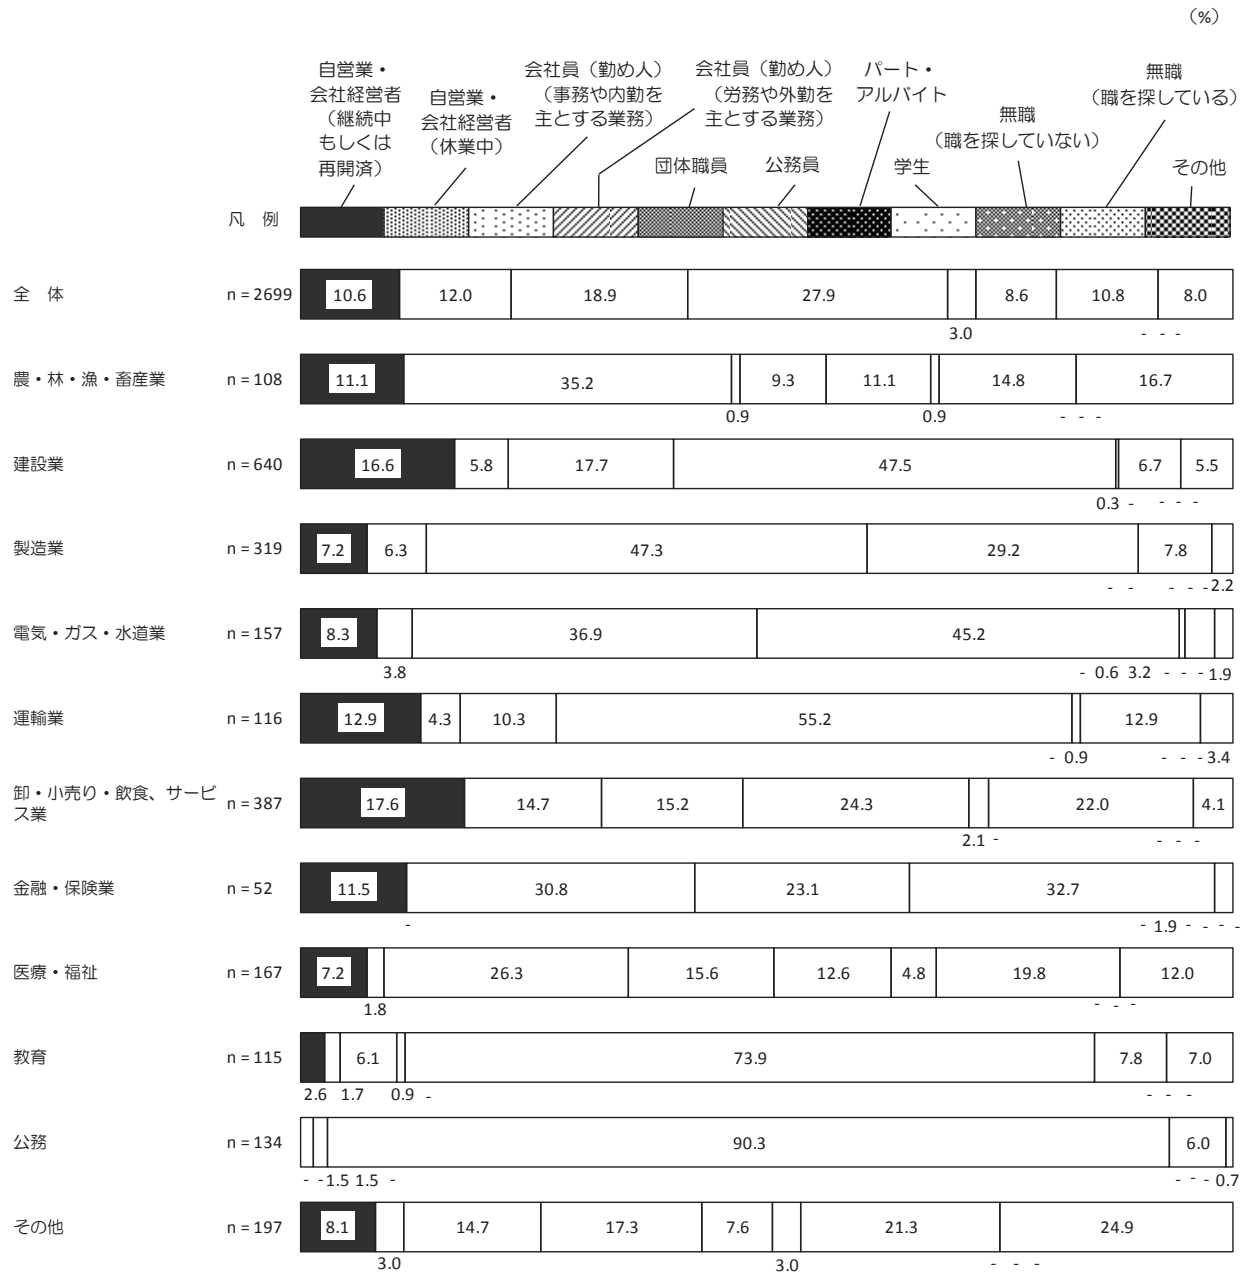 （%）
自営業・
会社経営者
（継続中
もしくは
再開済）
自営業・
会社経営者
（休業中）
会社員（勤め人）
（事務や内勤を
主とする業務）
会社員（勤め人）
（労務や外勤を
主とする業務）
団体職員
公務員
パート・
アルバイト
学生
無職
（職を探していない）
無職
（職を探している）
その他
凡 例
全 体 n = 2699 10.6 12.0 18.9 27.9 8.6 10.8 8.0
3.0 - - -
農・林・漁・畜産業 n = 108 11.1 35.2 9.3 11.1 14.8 16.7
0.9 0.9 - - -
建設業 n = 640 16.6 5.8 17.7 47.5 6.7 5.5
0.3 - - - -
製造業 n = 319 7.2 6.3 47.3 29.2 7.8
- - - - - 2.2
電気・ガス・水道業 n = 157 8.3 36.9 45.2
3.8 - 0.6 3.2 - - - 1.9
運輸業 n = 116 12.9 4.3 10.3 55.2 12.9
- 0.9 - - - 3.4
卸・小売り・飲食、サービ
ス業 n = 387 17.6 14.7 15.2 24.3 22.0 4.1
2.1 - - - -
金融・保険業 n = 52 11.5 30.8 23.1 32.7
- - 1.9 - - - -
医療・福祉 n = 167 7.2 26.3 15.6 12.6 4.8 19.8 12.0
1.8 - - -
教育 n = 115 6.1 73.9 7.8 7.0
2.6 1.7 0.9 - - - -
公務 n = 134 90.3 6.0
- - 1.5 1.5 - - - - 0.7
その他 n = 197 8.1 14.7 17.3 7.6 21.3 24.9
3.0 3.0 - - -